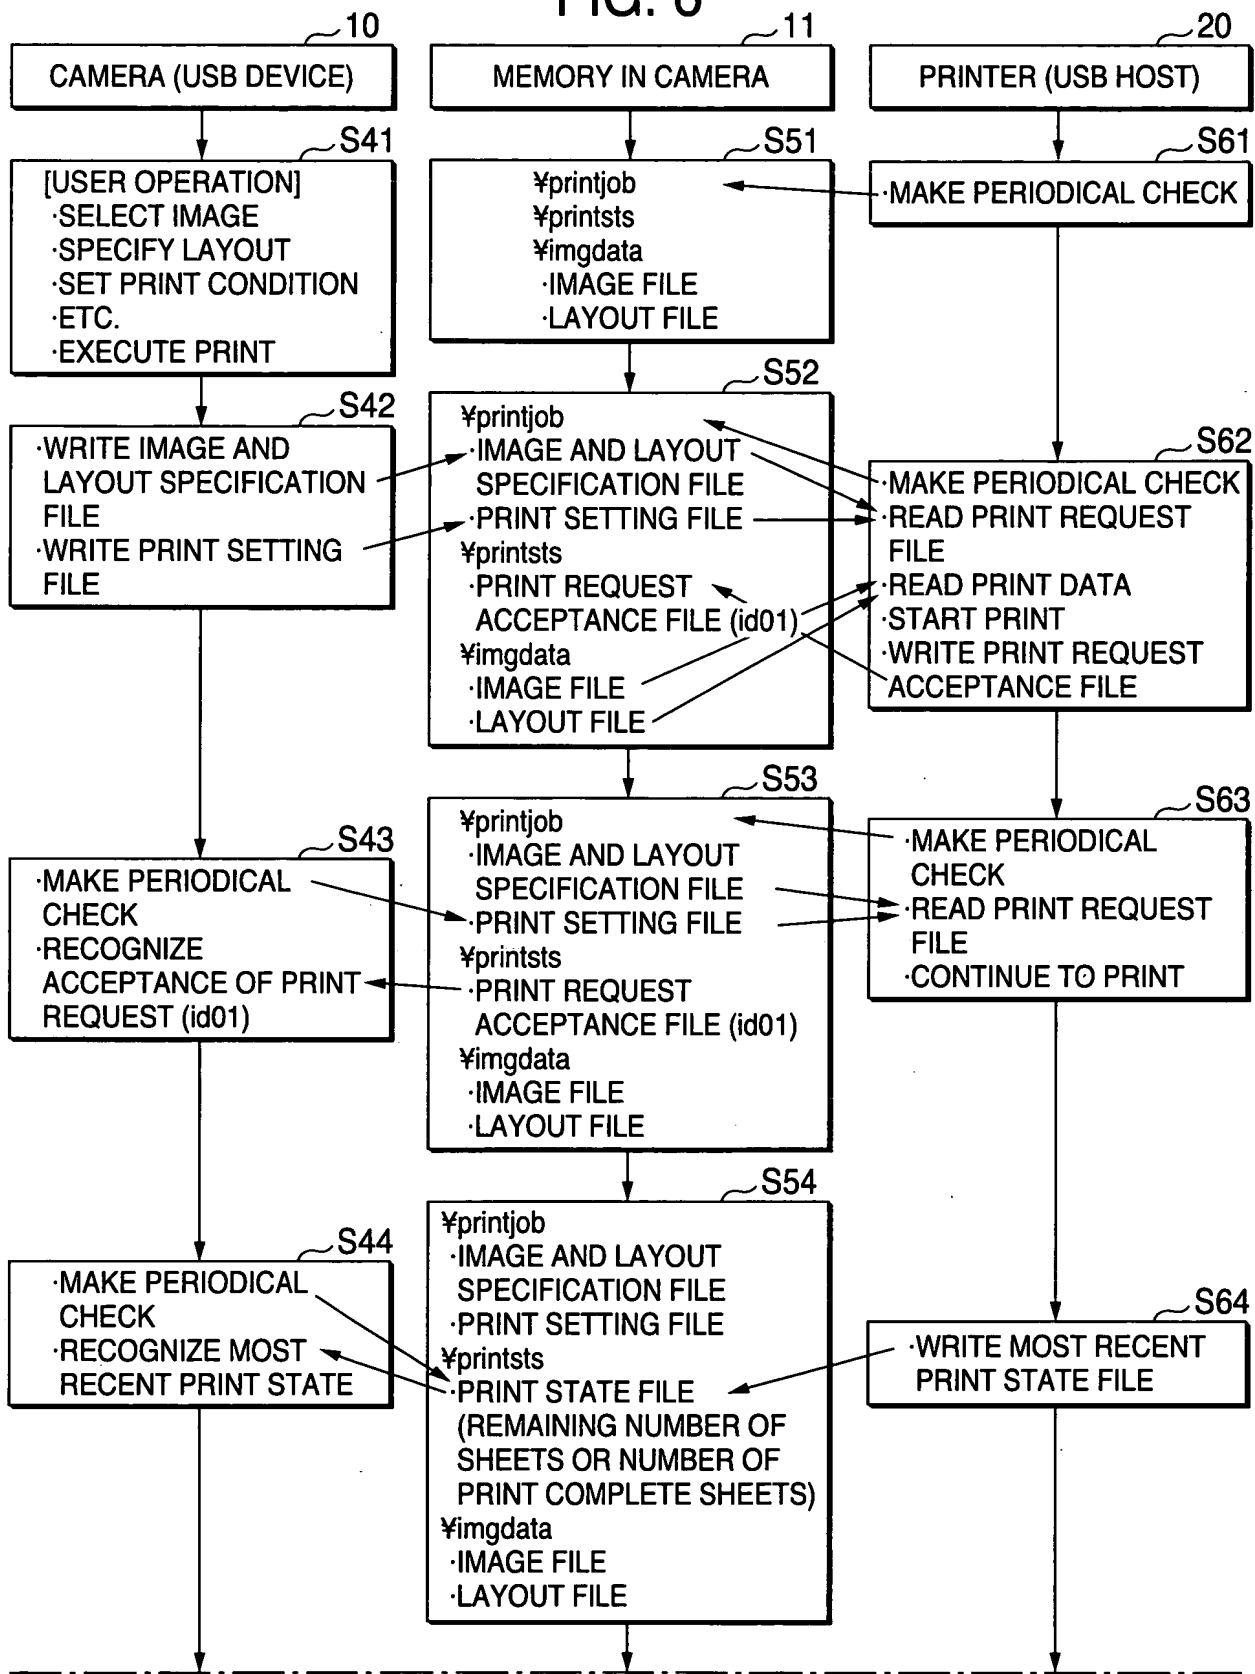 10
11
20
CAMERA (USB DEVICE)
MEMORY IN CAMERA
PRINTER (USB HOST)
S41
[USER OPERATION]
·SELECT IMAGE
·SPECIFY LAYOUT
·SET PRINT CONDITION
·ETC.
·EXECUTE PRINT
S42
·WRITE IMAGE AND
LAYOUT SPECIFICATION
FILE
·WRITE PRINT SETTING
FILE
S43
·MAKE PERIODICAL
CHECK
·RECOGNIZE
ACCEPTANCE OF PRINT
REQUEST (id01)
S44
·MAKE PERIODICAL
CHECK
·RECOGNIZE MOST
RECENT PRINT STATE
S51
¥printjob
¥printsts
¥imgdata
·IMAGE FILE
·LAYOUT FILE
S52
¥printjob
·IMAGE AND LAYOUT
SPECIFICATION FILE
·PRINT SETTING FILE
¥printsts
·PRINT REQUEST
ACCEPTANCE FILE (id01)
¥imgdata
·IMAGE FILE
·LAYOUT FILE
S53
¥printjob
·IMAGE AND LAYOUT
SPECIFICATION FILE
·PRINT SETTING FILE
¥printsts
·PRINT REQUEST
ACCEPTANCE FILE (id01)
¥imgdata
·IMAGE FILE
·LAYOUT FILE
S54
¥printjob
·IMAGE AND LAYOUT
SPECIFICATION FILE
·PRINT SETTING FILE
¥printsts
·PRINT STATE FILE
(REMAINING NUMBER OF
SHEETS OR NUMBER OF
PRINT COMPLETE SHEETS)
¥imgdata
·IMAGE FILE
·LAYOUT FILE
S61
·MAKE PERIODICAL CHECK
S62
·MAKE PERIODICAL CHECK
·READ PRINT REQUEST
FILE
·READ PRINT DATA
·START PRINT
·WRITE PRINT REQUEST
ACCEPTANCE FILE
S63
·MAKE PERIODICAL
CHECK
·READ PRINT REQUEST
FILE
·CONTINUE TO PRINT
S64
·WRITE MOST RECENT
PRINT STATE FILE